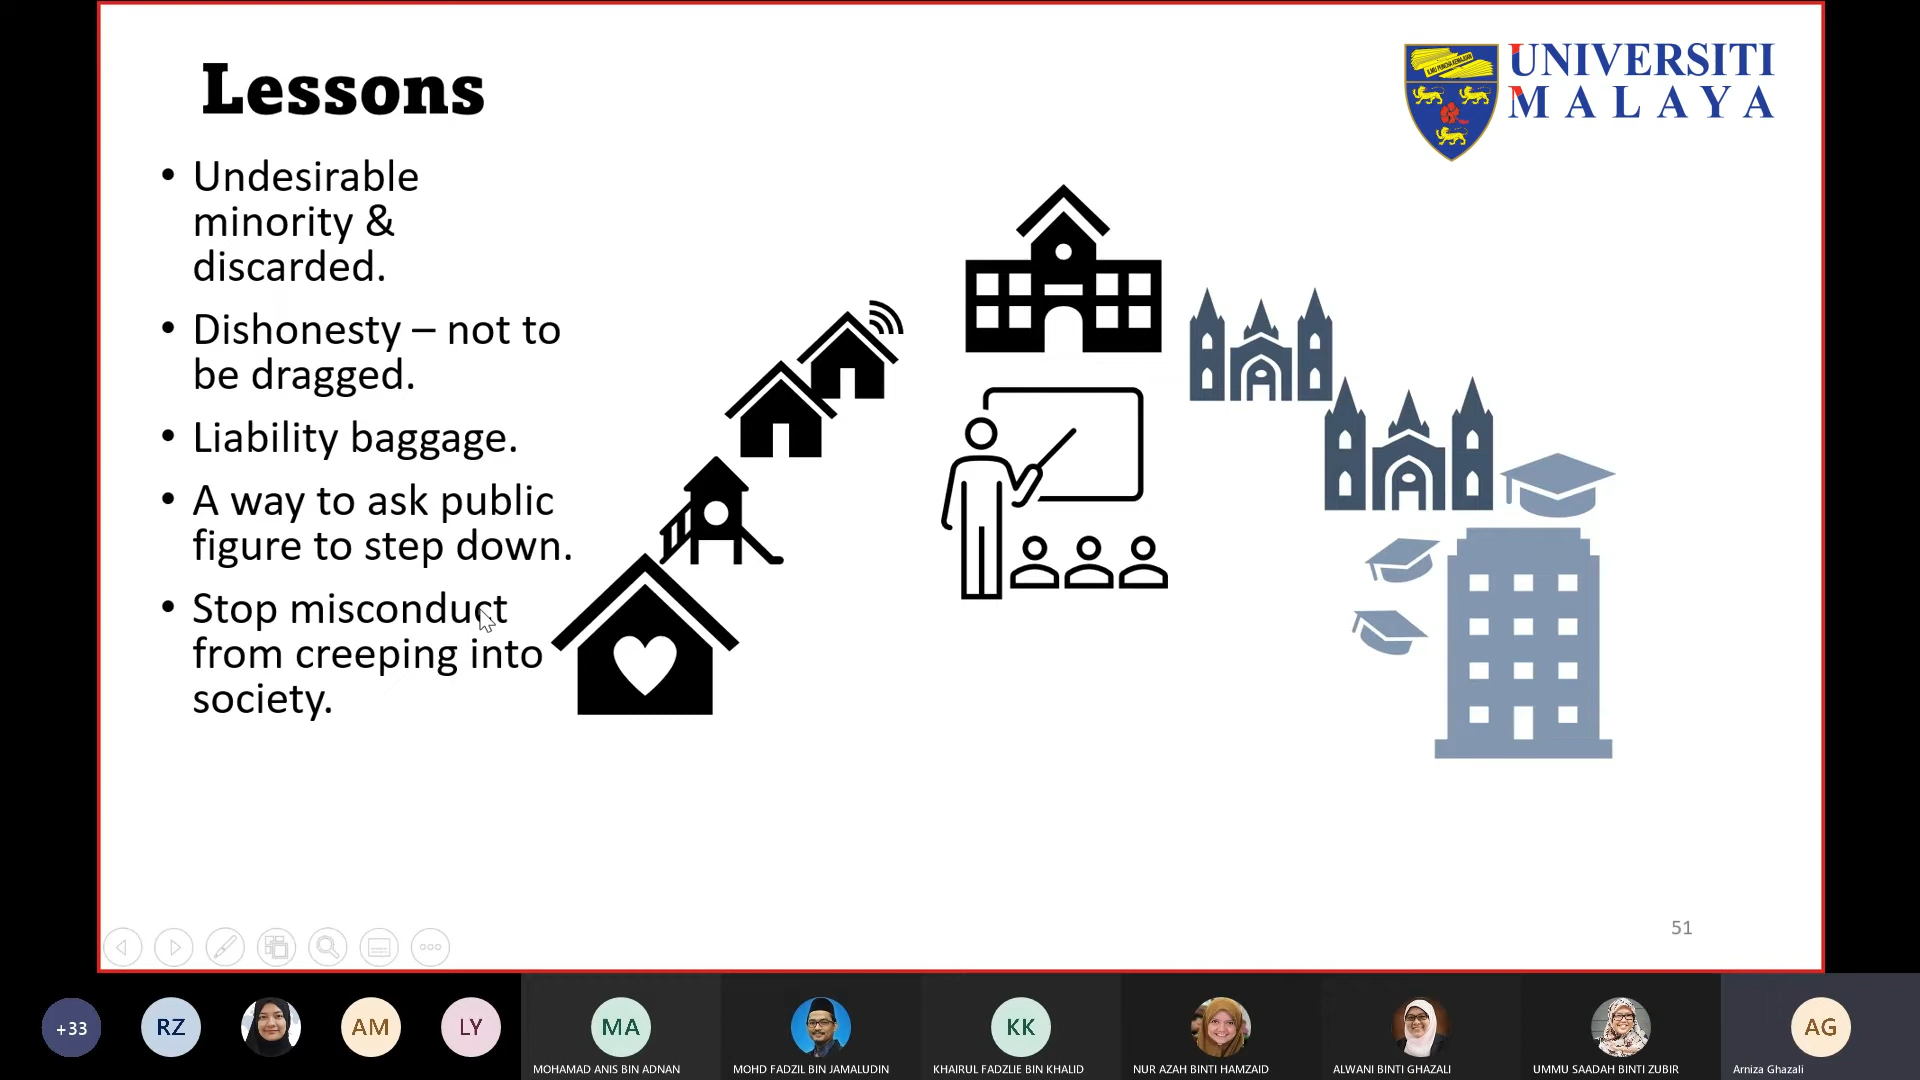 Lessons
UNIVERSITI
MALAYA
• Undesirable
minority &
discarded.
• Dishonesty – not to
be dragged.
• Liability baggage.
• A way to ask public
figure to step down.
• Stop misconduct
from creeping into
society.
51
+33
RZ
AM
LY
MA
KK
AG
MOHAMAD ANIS BIN ADNAN
MOHD FADZIL BIN JAMALUDIN
KHAIRUL FADZLIE BIN KHALID
NUR AZAH BINTI HAMZAID
ALWANI BINTI GHAZALI
UMMU SAADAH BINTI ZUBIR
Arniza Ghazali